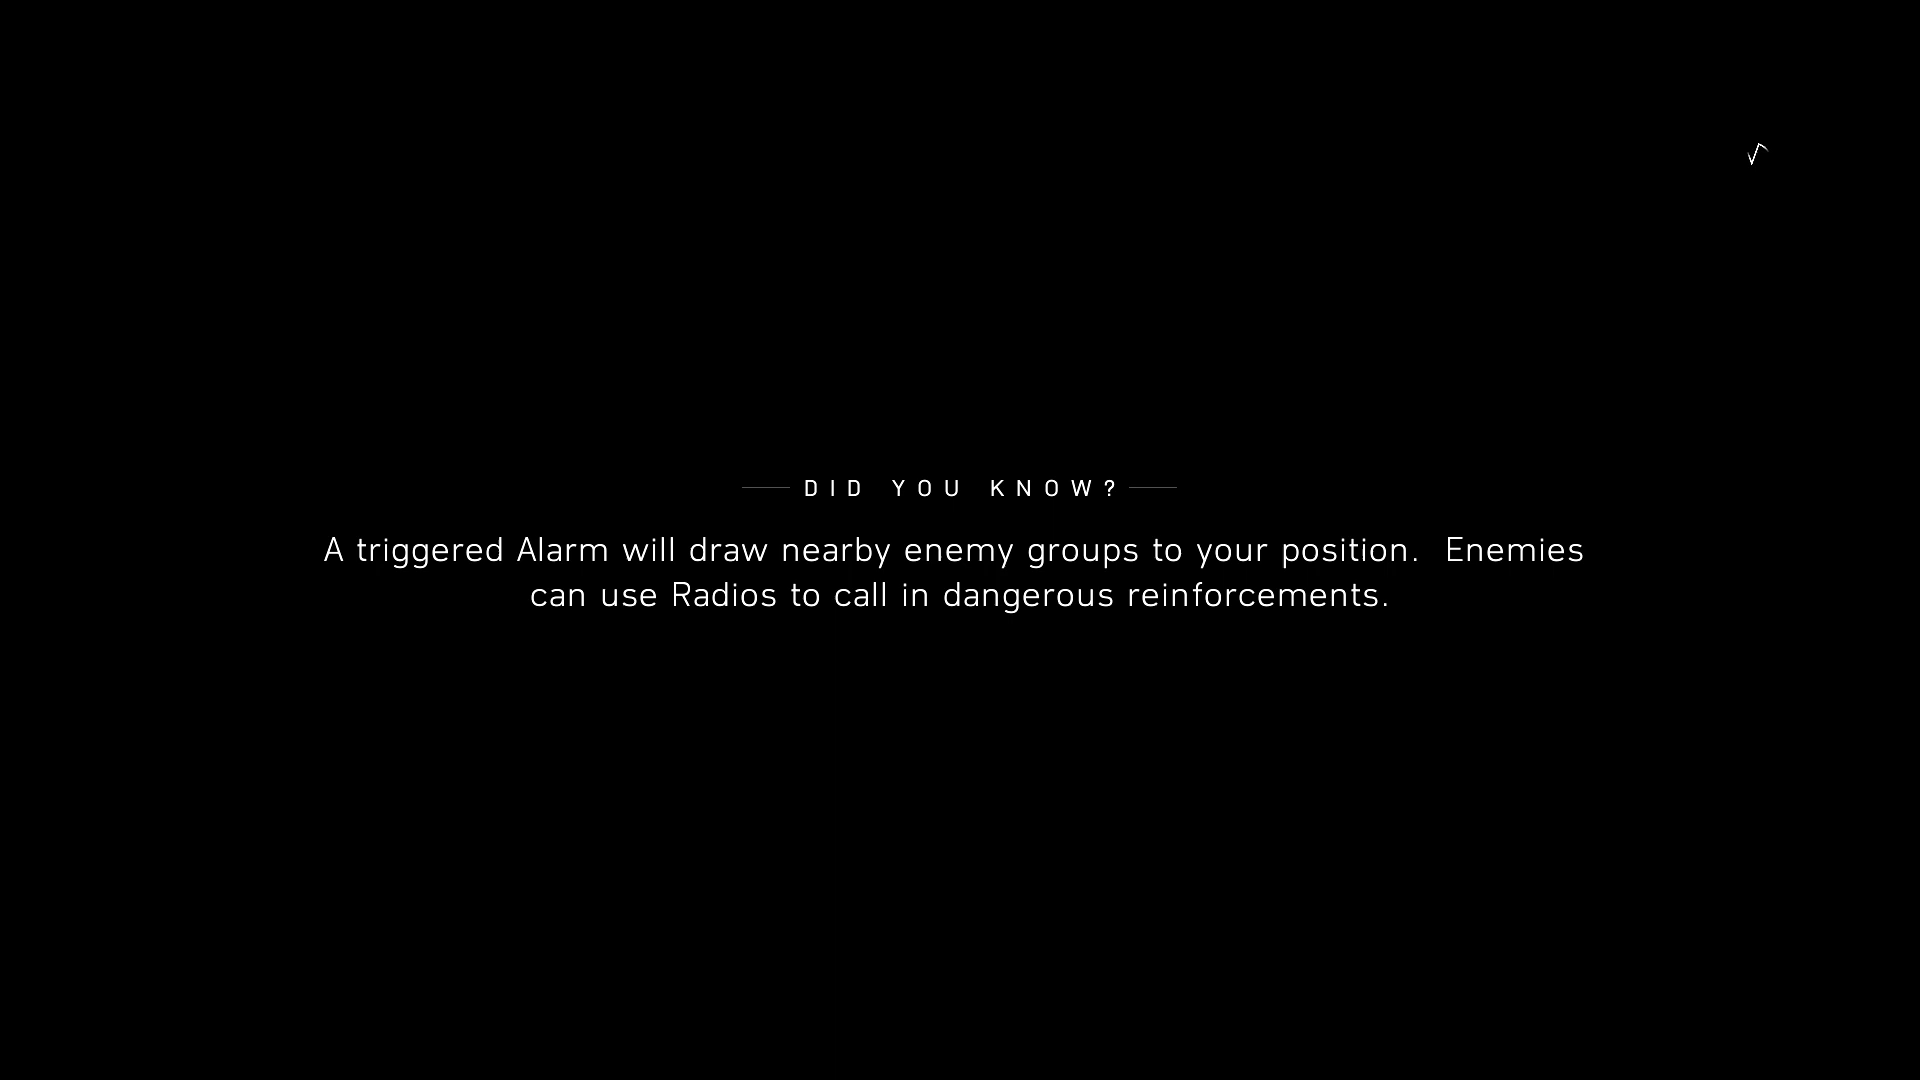 DID YOU KNOW?
A triggered Alarm will draw nearby enemy groups to your position.  Enemies
can use Radios to call in dangerous reinforcements.